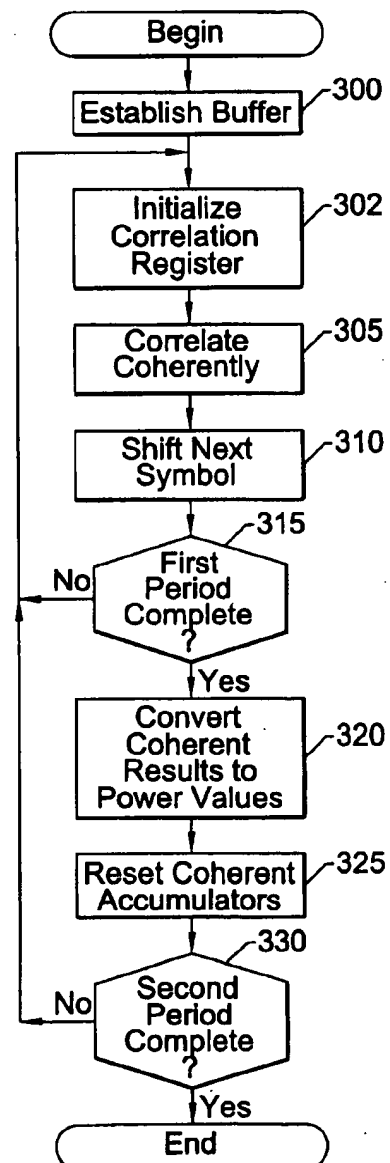 Begin
Establish Buffer
300
Initialize
Correlation
Register
302
Correlate
Coherently
305
Shift Next
Symbol
310
First
Period
Complete
?
315
No
Yes
Convert
Coherent
Results to
Power Values
320
Reset Coherent
Accumulators
325
Second
Period
Complete
?
330
No
Yes
End